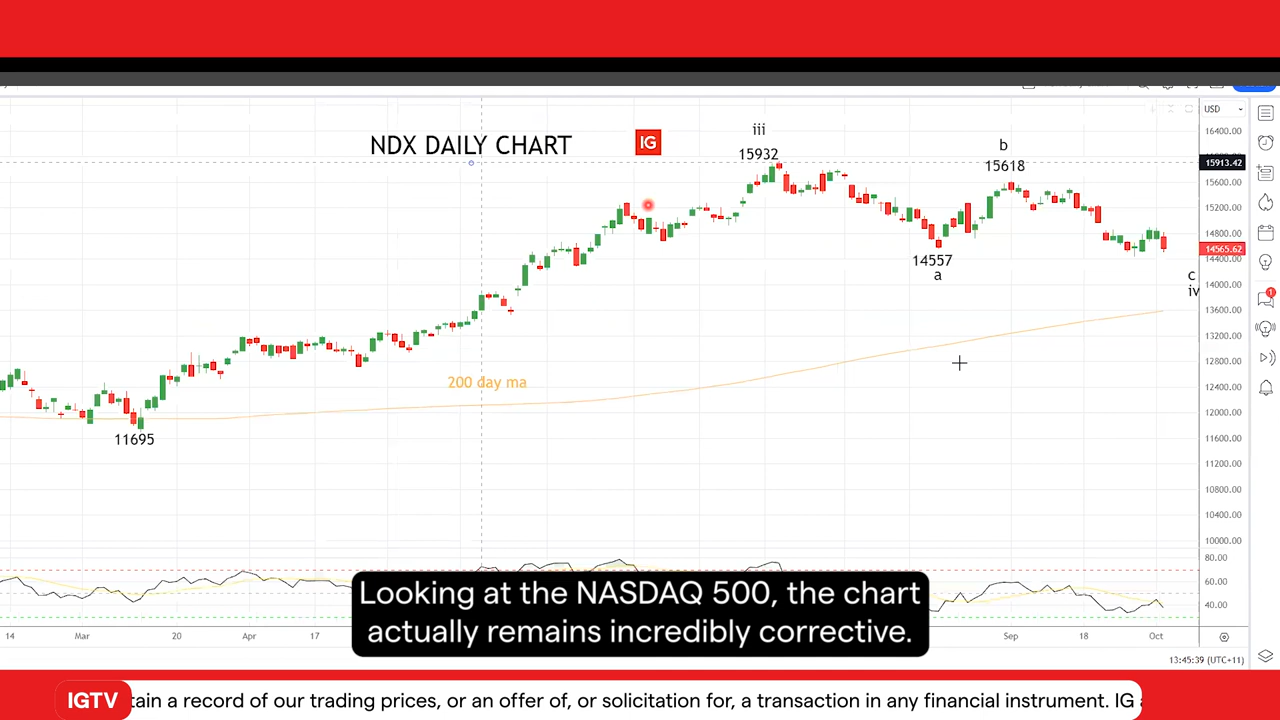 USD
16400.00
iii
NDX DAILY CHART
IG
15932
b
15618
15913.42
15600.00
15200.00
14800.00
14565.62
14400.00
14557
a
c
iv
14000.00
1
13600.00
13200.00
12800.00
200 day ma
12400.00
12000.00
11695
11600.00
11200.00
10800.00
10400.00
10000.00
80.00
60.00
40.00
Looking at the NASDAQ 500, the chart
actually remains incredibly corrective.
14 Mar 20 Apr 17 Sep 18 Oct
13:45:39 (UTC+11)
IGTV
tain a record of our trading prices, or an offer of, or solicitation for, a transaction in any financial instrument. IG